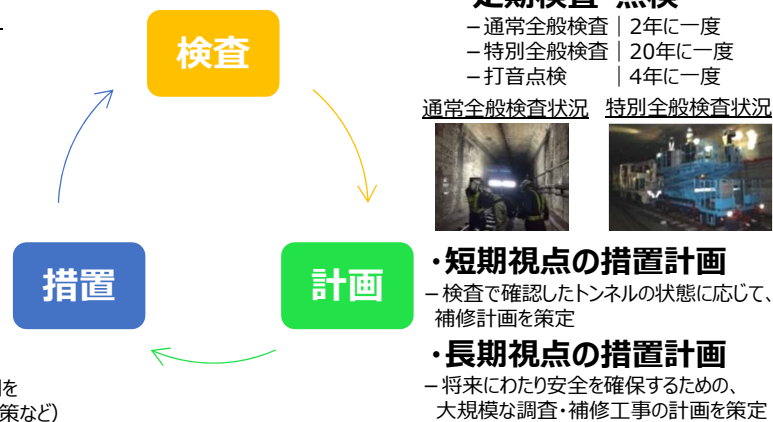 検査
－通常全般検査｜2年に一度
－特別全般検査｜20年に一度
－打音点検　　｜4年に一度
通常全般検査状況　特別全般検査状況
措置
計画
・短期視点の措置計画
－検査で確認したトンネルの状態に応じて、
補修計画を策定
・長期視点の措置計画
－将来にわたり安全を確保するための、
大規模な調査・補修工事の計画を策定
を
策など）